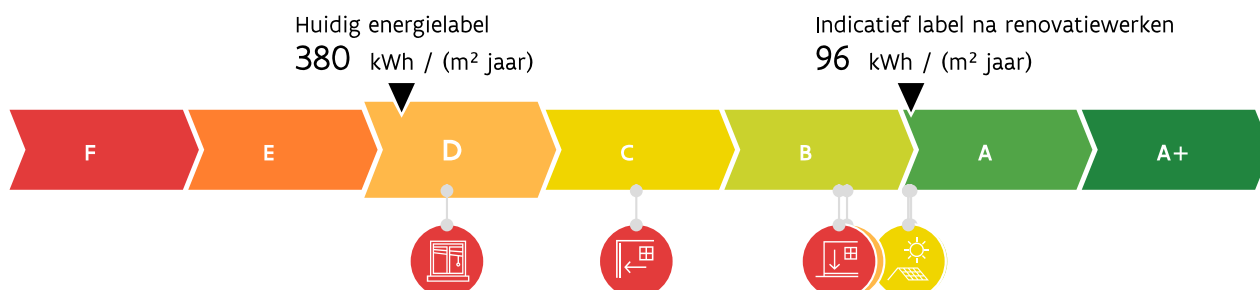 Huidig energielabel
380 kWh / (m² jaar)
Indicatief label na renovatiewerken
96 kWh / (m² jaar)
F E D C B A A+